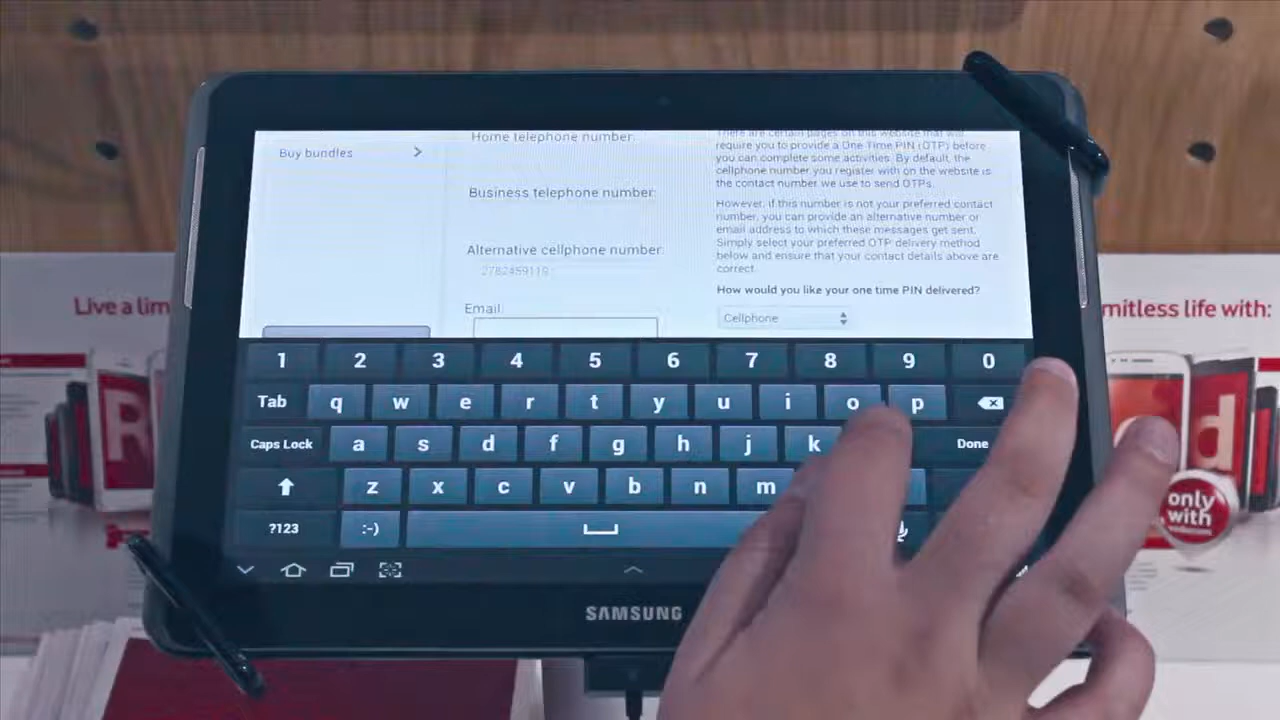 Buy bundles
Home telephone number:
Business telephone number:
Alternative cellphone number:
Email:
There are certain pages on this website that will
require you to provide a One Time PIN (OTP) before
you can complete some activities. By default, the
cellphone number you register with on the website is
the contact number we use to send OTPs.
However, if this number is not your preferred contact
number, you can provide an alternative number or
email address to which these messages get sent.
Simply select your preferred OTP delivery method
below and ensure that your contact details above are
correct.
How would you like your one time PIN delivered?
Cellphone
1 2 3 4 5 6 7 8 9 0
Tab q w e r t y u i o p
Caps Lock a s d f g h j k Done
z x c v b n m
?123 :-)
SAMSUNG
Live a lim
R
mitless life with:
d
only
with